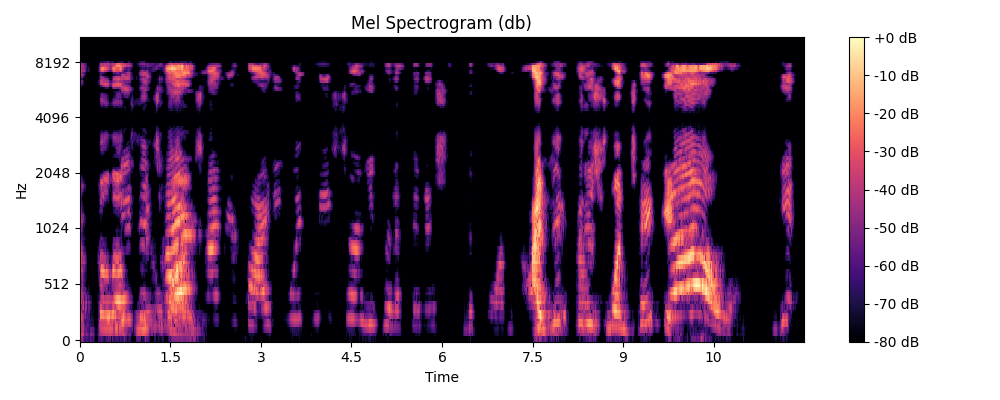 Mel Spectrogram (db)
8192
4096
2048
1024
512
0
Hz
0
1.5
3
4.5
6
7.5
9
10
Time
+0 dB
-10 dB
-20 dB
-30 dB
-40 dB
-50 dB
-60 dB
-70 dB
-80 dB